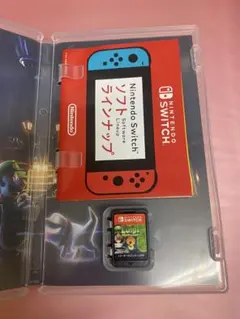 Nintendo Switch
ソフト
Software
ラインナップ
Lineup
NINTENDO
SWITCH
Nintendo